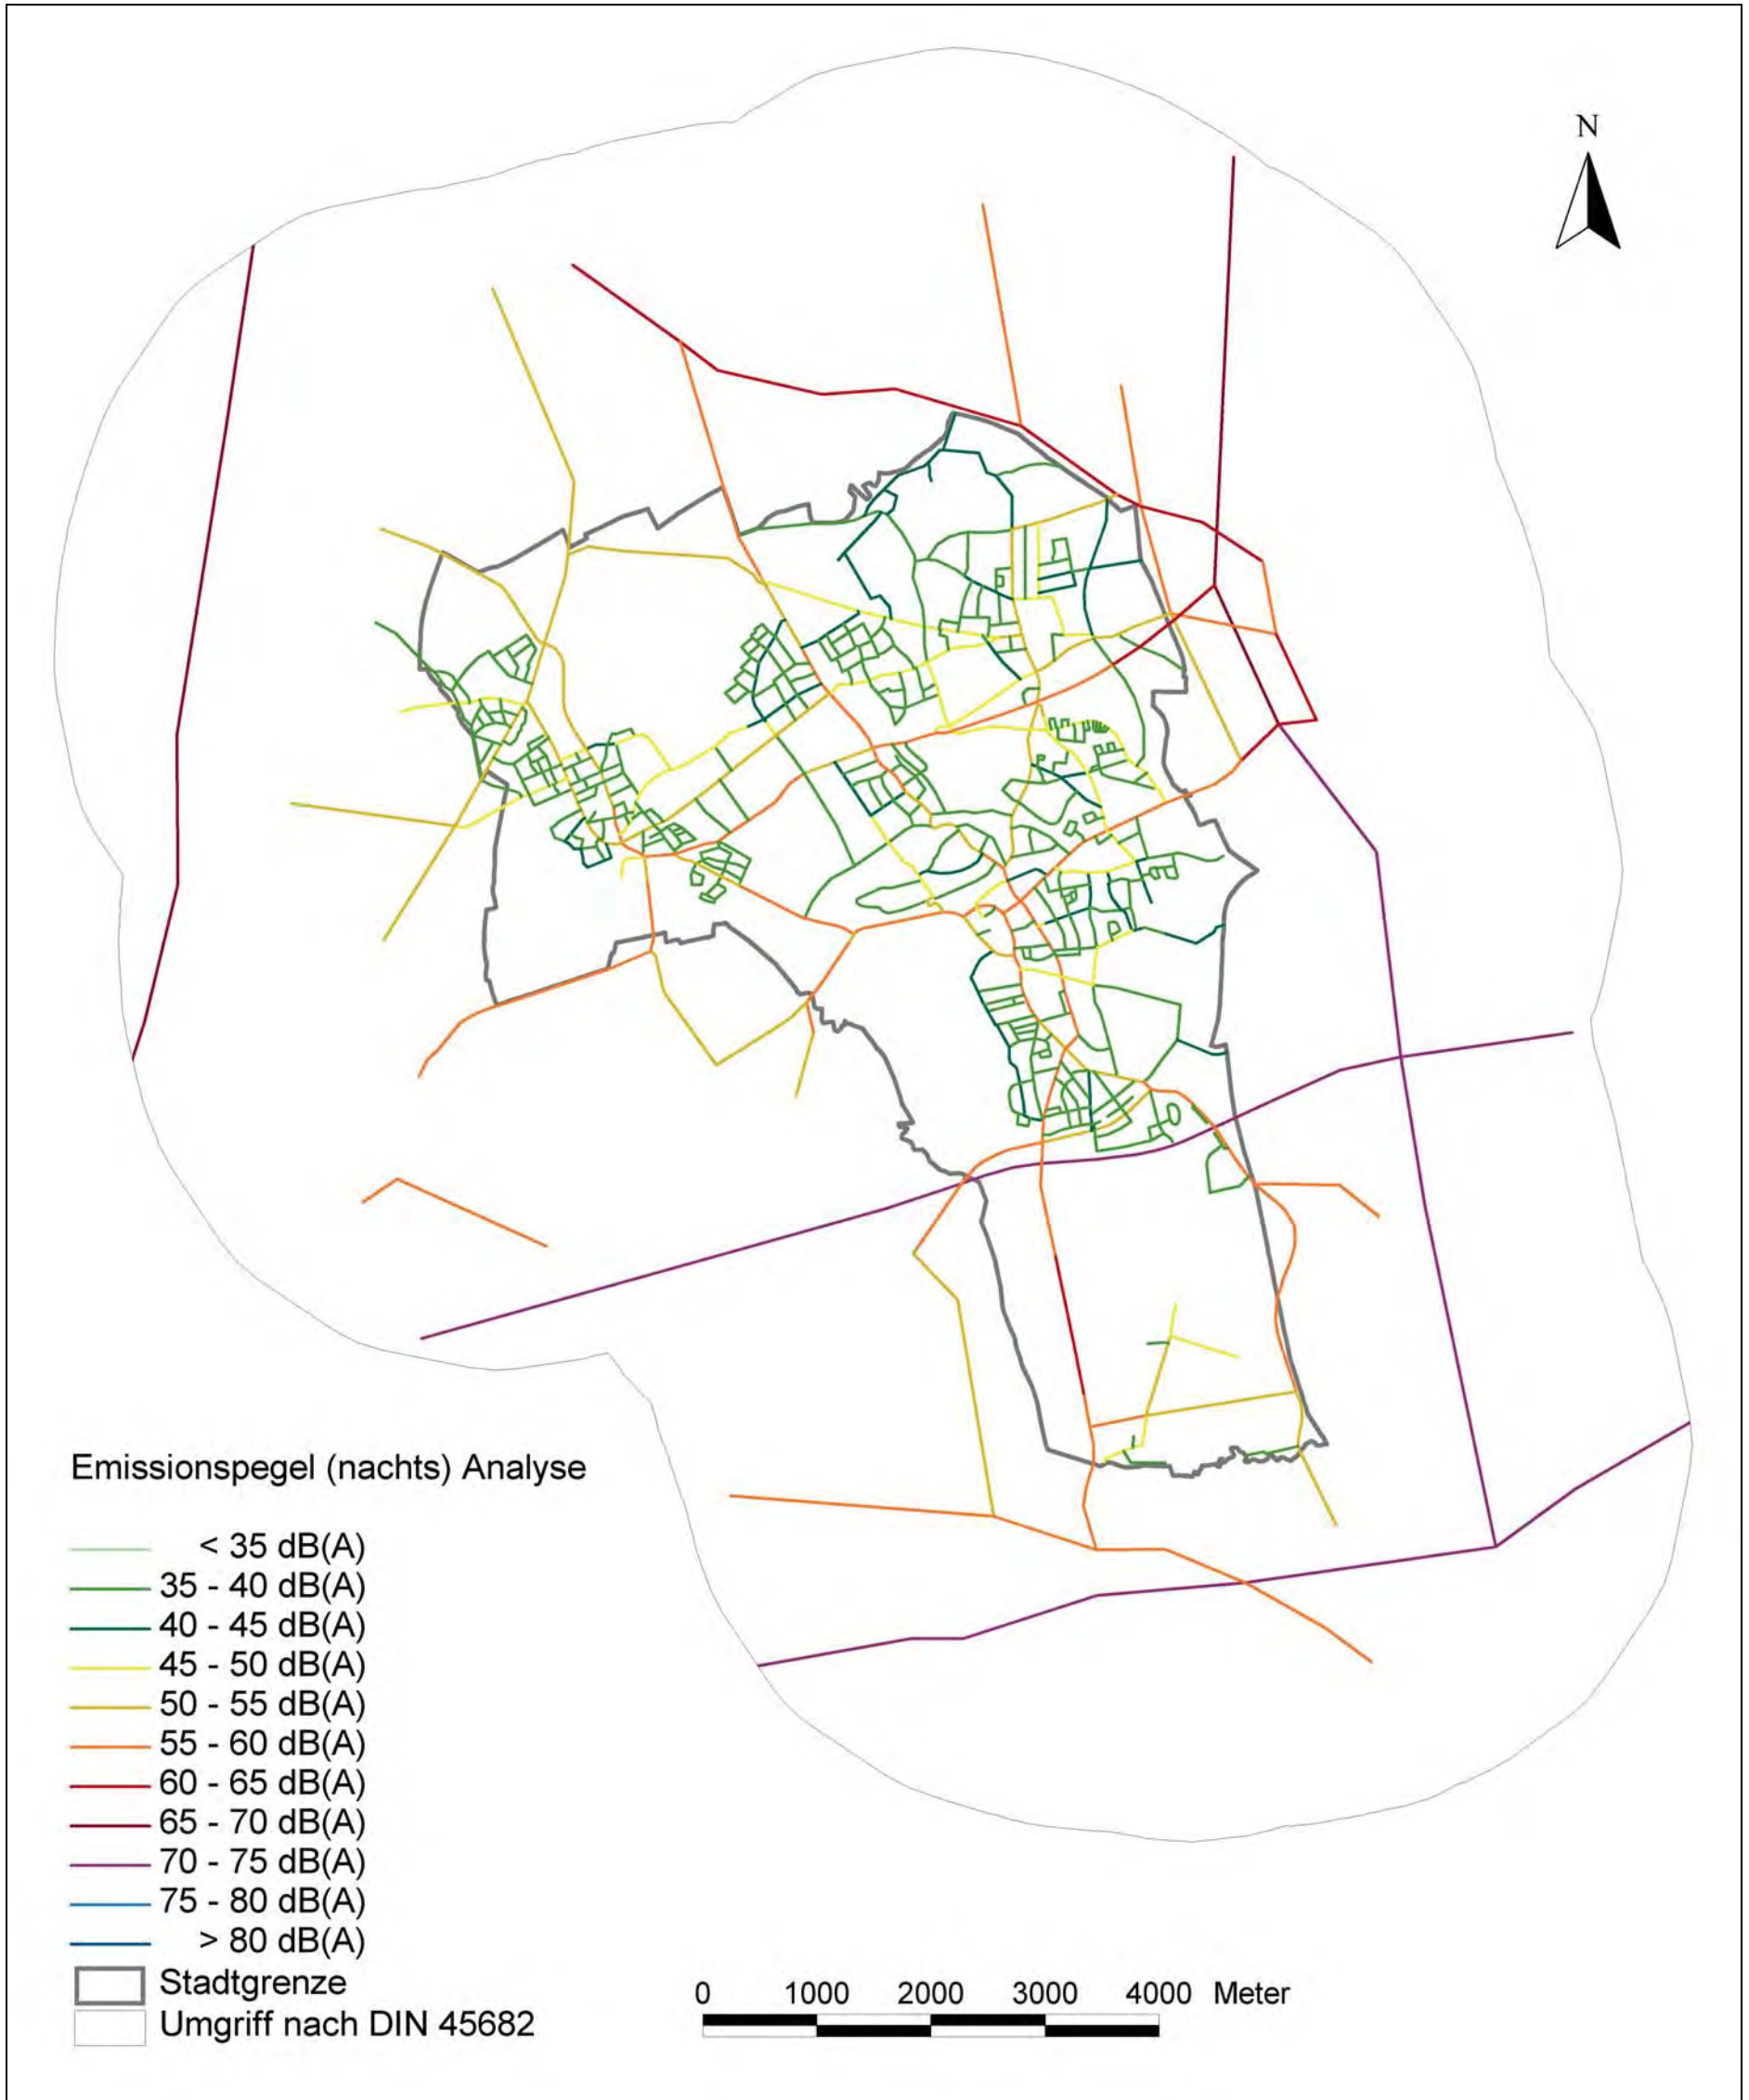 N
Emissionspegel (nachts) Analyse
< 35 dB(A)
35 - 40 dB(A)
40 - 45 dB(A)
45 - 50 dB(A)
50 - 55 dB(A)
55 - 60 dB(A)
60 - 65 dB(A)
65 - 70 dB(A)
70 - 75 dB(A)
75 - 80 dB(A)
> 80 dB(A)
Stadtgrenze
Umgriff nach DIN 45682
0 1000 2000 3000 4000 Meter